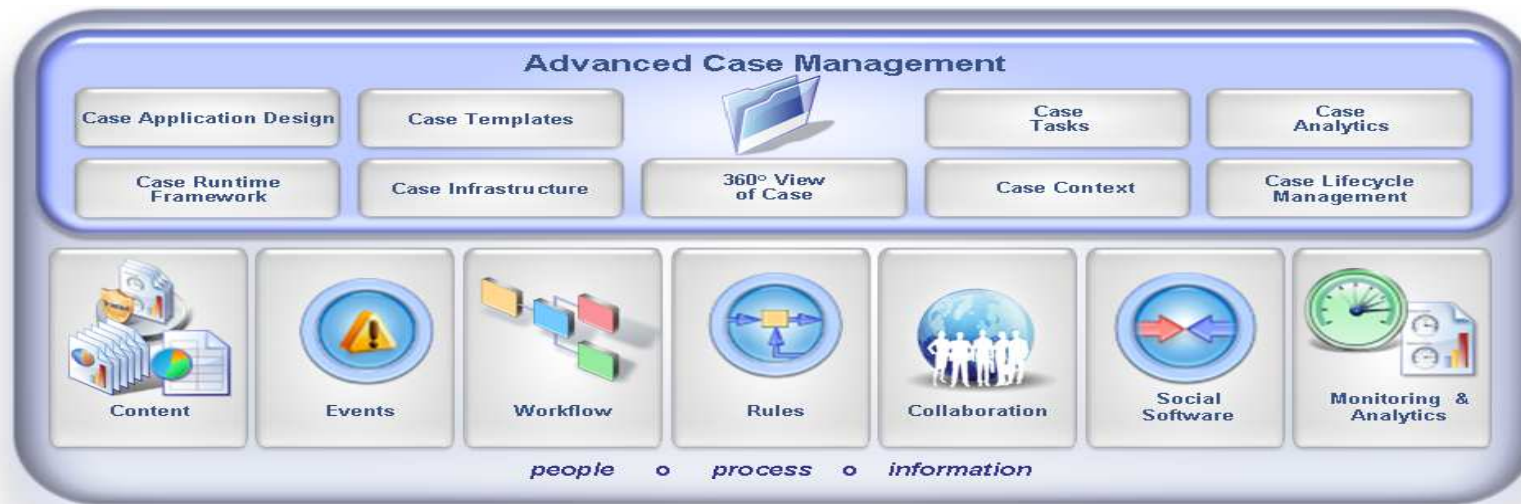 Advanced Case Management
Case Application Design
Case Templates
Case
Tasks
Case
Analytics
Case Runtime
Framework
Case Infrastructure
360° View
of Case
Case Context
Case Lifecycle
Management
Content
Events
Workflow
Rules
Collaboration
Social
Software
Monitoring &
Analytics
people o process o information